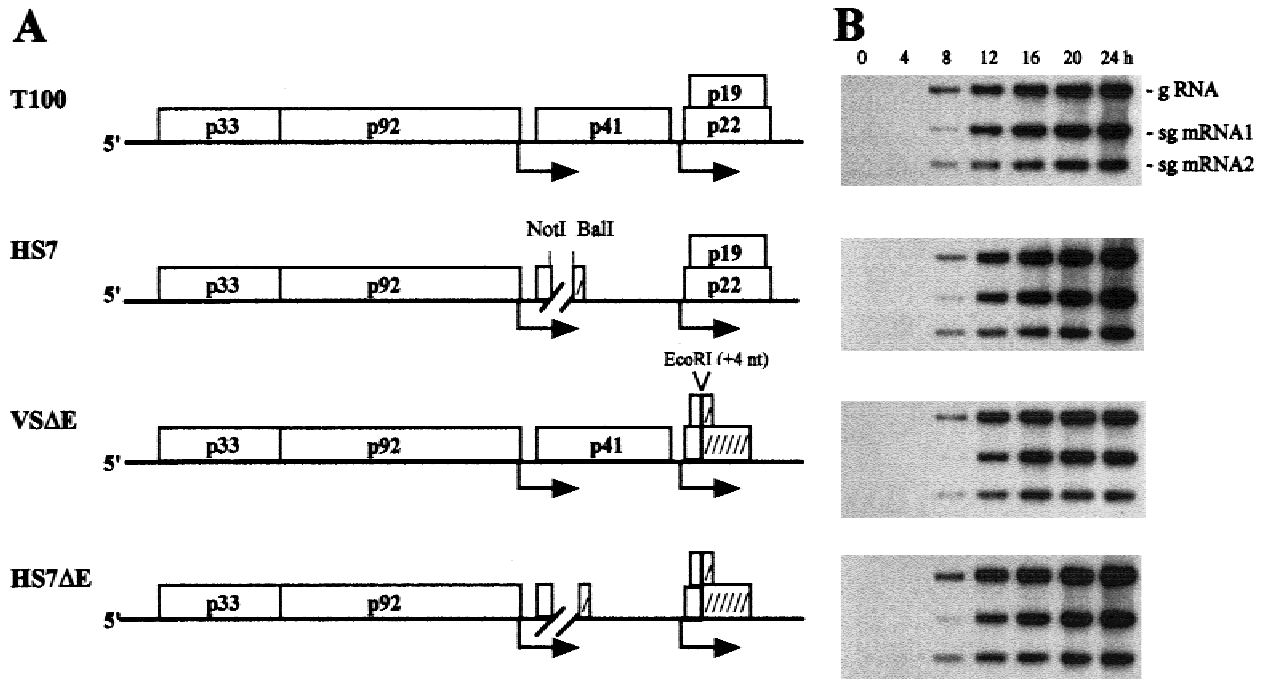 A
T100
5'
p33
p92
p41
p19
p22
HS7
NotI BalI
5'
p33
p92
p19
p22
VSΔE
EcoRI (+4 nt)
5'
p33
p92
p41
HS7ΔE
5'
p33
p92
B
0 4 8 12 16 20 24 h
- g RNA
- sg mRNA1
- sg mRNA2